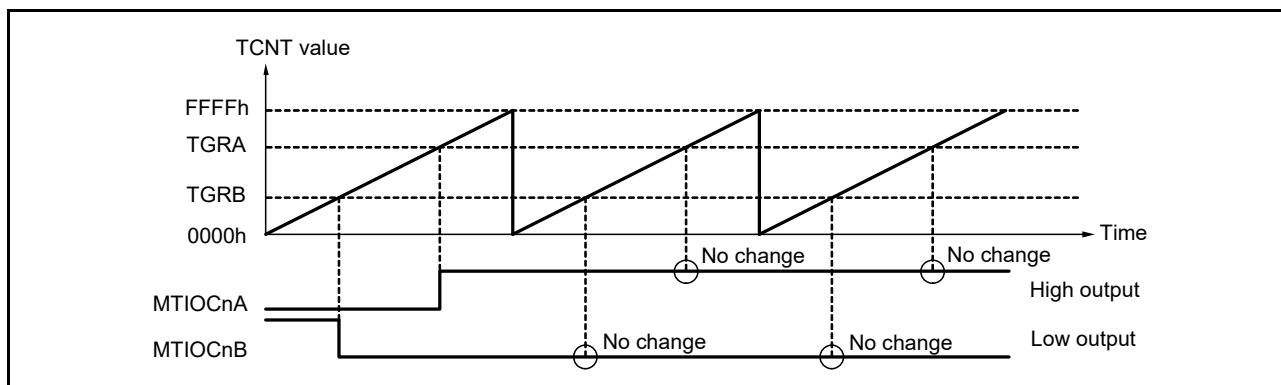 TCNT value
FFFFh
TGRA
TGRB
0000h
Time
No change
No change
MTIOCnA
High output
No change
No change
MTIOCnB
Low output